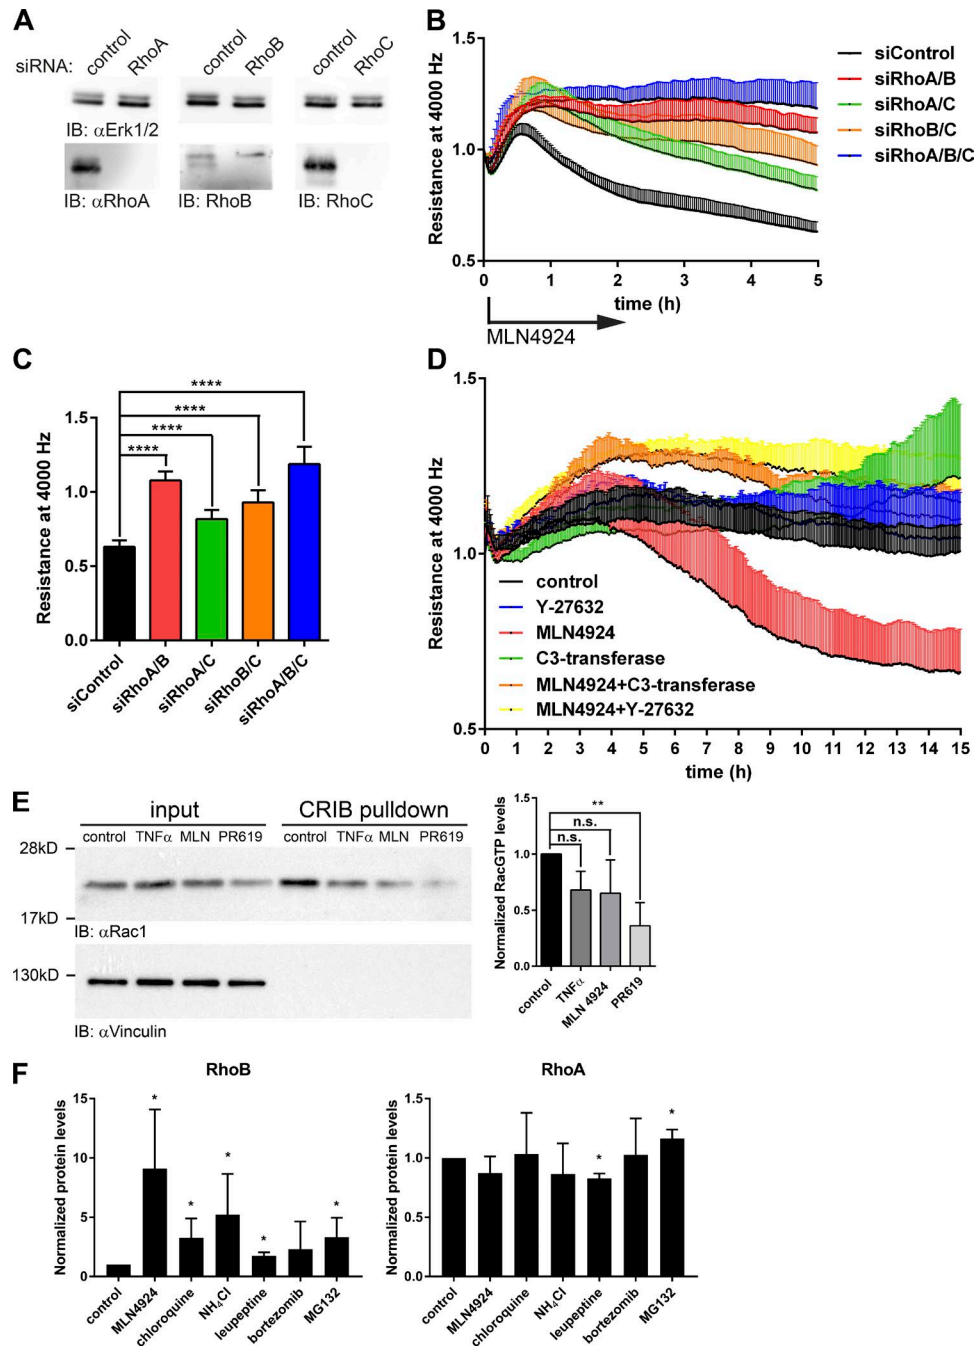 A
siRNA: control RhoA control RhoB control RhoC
IB: αErk1/2
IB: αRhoA IB: RhoB IB: RhoC
B
Resistance at 4000 Hz
1.5
1.0
0.5
0 1 2 3 4 5
time (h)
MLN4924
siControl
siRhoA/B
siRhoA/C
siRhoB/C
siRhoA/B/C
C
Resistance at 4000 Hz
1.5
1.0
0.5
0.0
****
****
****
****
siControl siRhoA/B siRhoA/C siRhoB/C siRhoA/B/C
D
Resistance at 4000 Hz
1.5
1.0
0.5
control
Y-27632
MLN4924
C3-transferase
MLN4924+C3-transferase
MLN4924+Y-27632
0 1 2 3 4 5 6 7 8 9 10 11 12 13 14 15
time (h)
E
input CRIB pulldown
control TNFα MLN PR619 control TNFα MLN PR619
28kD
17kD
IB: αRac1
130kD
IB: αVinculin
Normalized RacGTP levels
1.5
1.0
0.5
0.0
**
n.s.
n.s.
control TNFα MLN 4924 PR619
F
RhoB
Normalized protein levels
15
10
5
0
* * * * *
control MLN4924 chloroquine NH₄Cl leupeptine bortezomib MG132
RhoA
Normalized protein levels
1.5
1.0
0.5
0.0
* *
control MLN4924 chloroquine NH₄Cl leupeptine bortezomib MG132